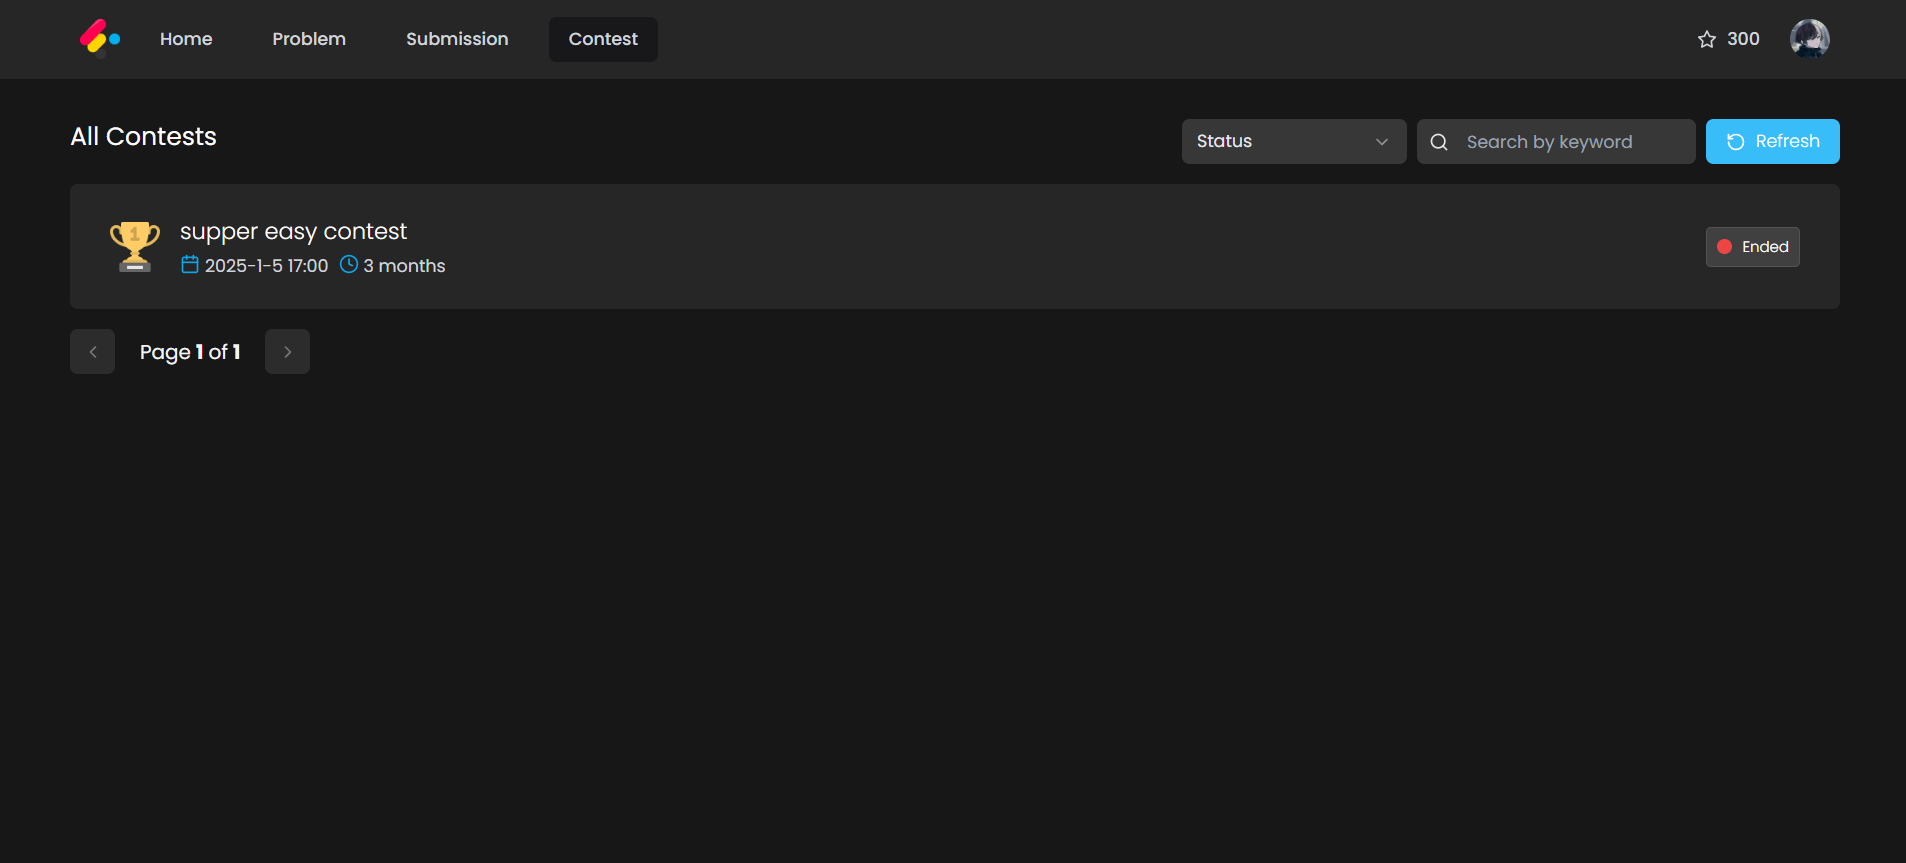 Home Problem Submission Contest 300
All Contests
Status Search by keyword Refresh
1
supper easy contest
2025-1-5 17:00 3 months
Ended
Page 1 of 1